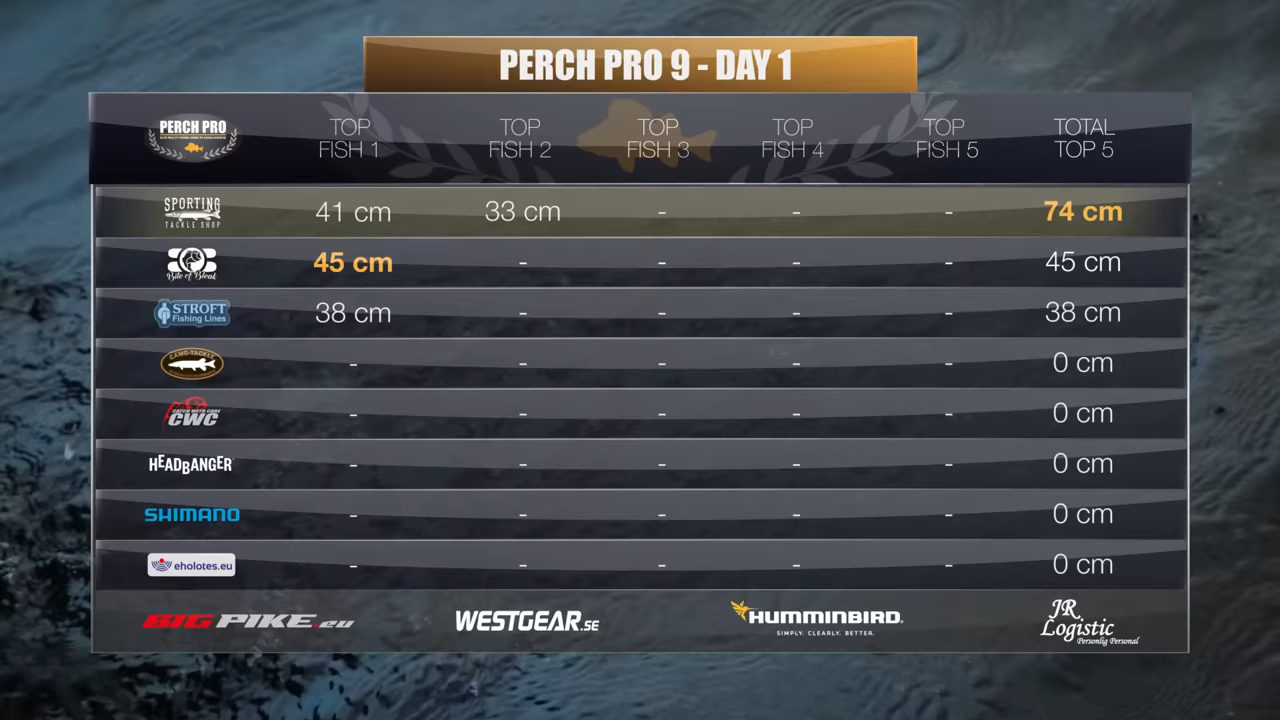 PERCH PRO 9 - DAY 1
PERCH PRO
TOP FISH 1
TOP FISH 2
TOP FISH 3
TOP FISH 4
TOP FISH 5
TOTAL TOP 5
SPORTING
TACKLE SHOP
41 cm 33 cm - - - 74 cm
Bite of Bleak
45 cm - - - - 45 cm
STROFT
Fishing Lines
38 cm - - - - 38 cm
CAMO-TACKLE
- - - - - 0 cm
CATCH WITH CARE
CWC
- - - - - 0 cm
HEADBANGER - - - - - 0 cm
SHIMANO - - - - - 0 cm
eholotes.eu - - - - - 0 cm
BIG PIKE.eu
WESTGEAR.SE
HUMMINBIRD
SIMPLY. CLEARLY. BETTER.
JR
Logistic
Personlig Personal